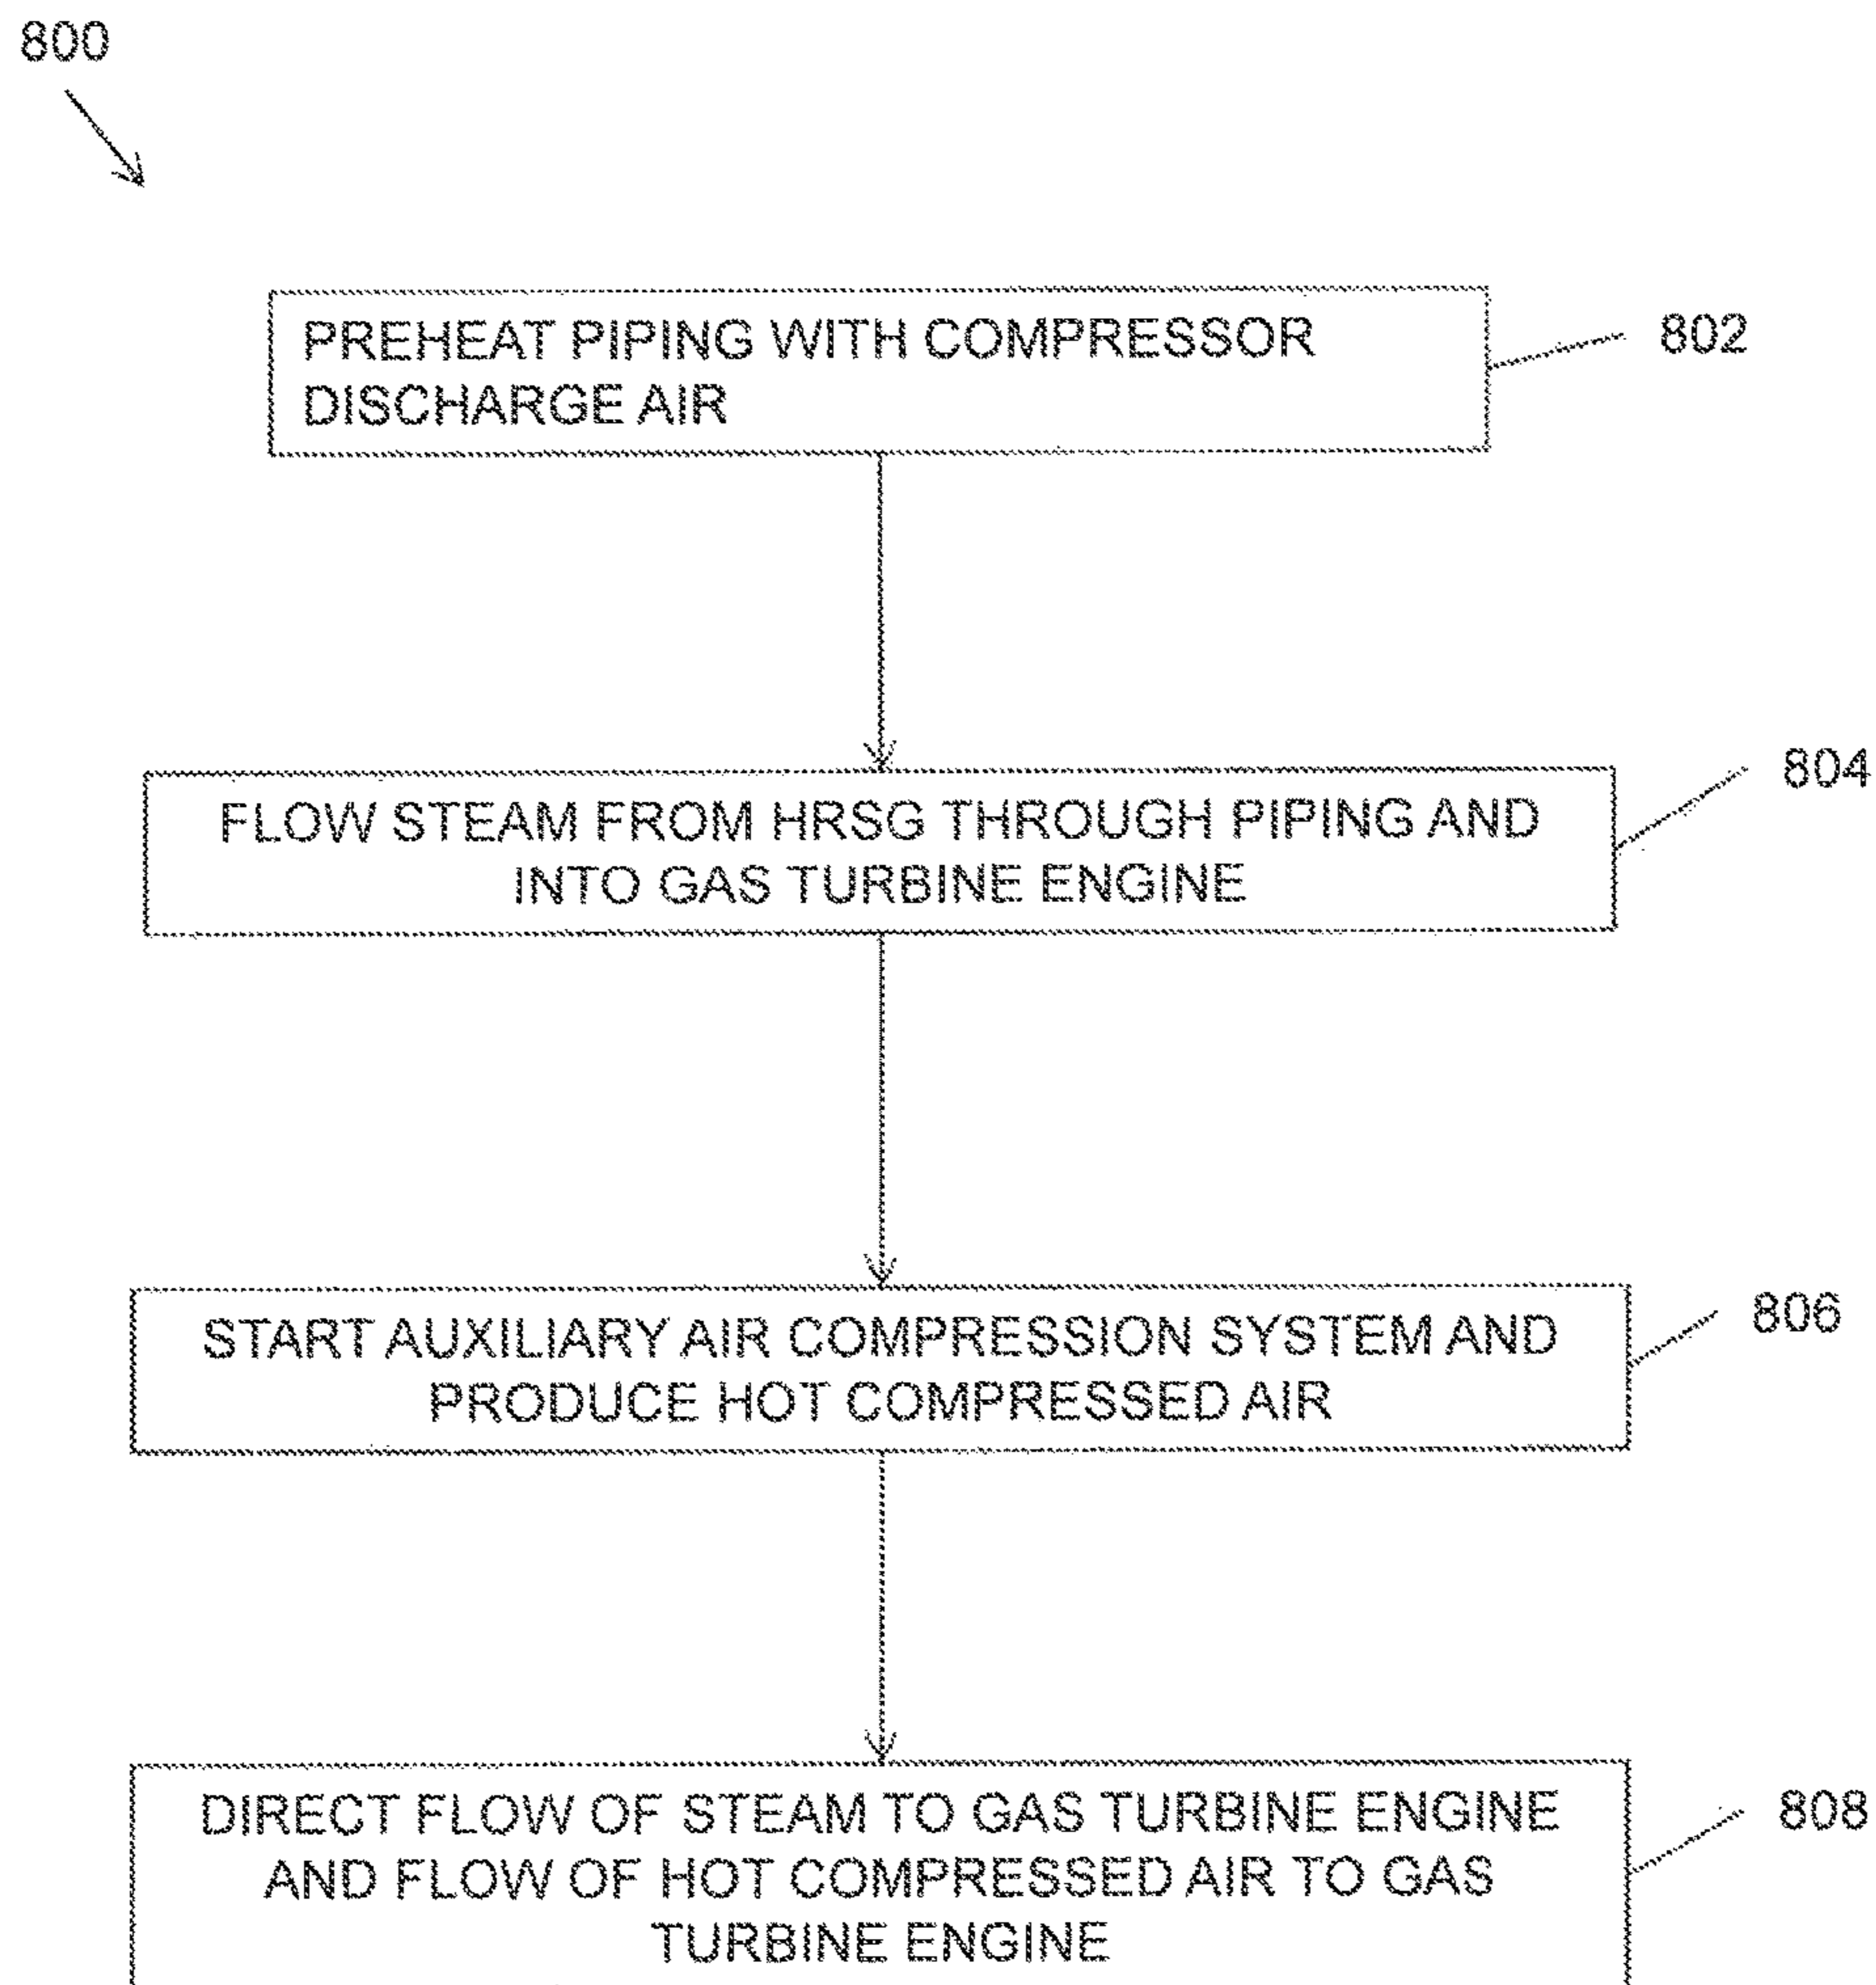 800
PREHEAT PIPING WITH COMPRESSOR
DISCHARGE AIR
802
FLOW STEAM FROM HRSG THROUGH PIPING AND
INTO GAS TURBINE ENGINE
804
START AUXILIARY AIR COMPRESSION SYSTEM AND
PRODUCE HOT COMPRESSED AIR
806
DIRECT FLOW OF STEAM TO GAS TURBINE ENGINE
AND FLOW OF HOT COMPRESSED AIR TO GAS
TURBINE ENGINE
808